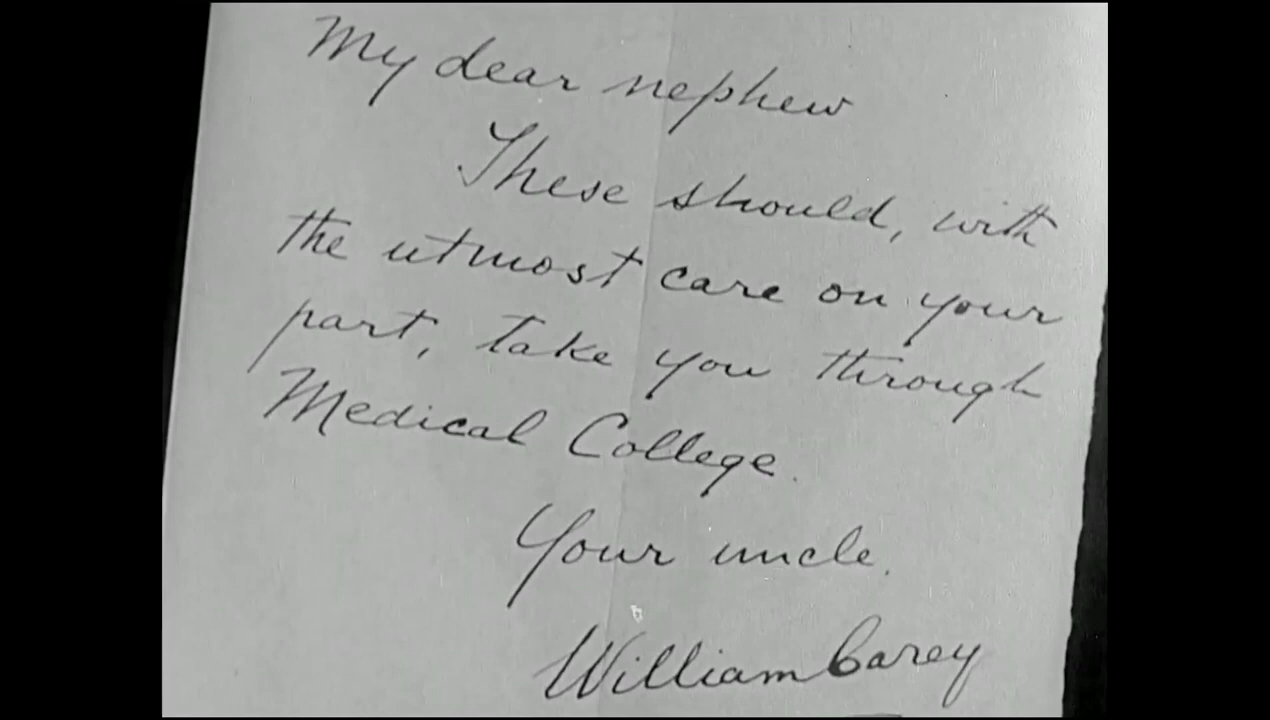 My dear nephew
These should, with
the utmost care on your
part, take you through
Medical College.
Your uncle.
William Carey